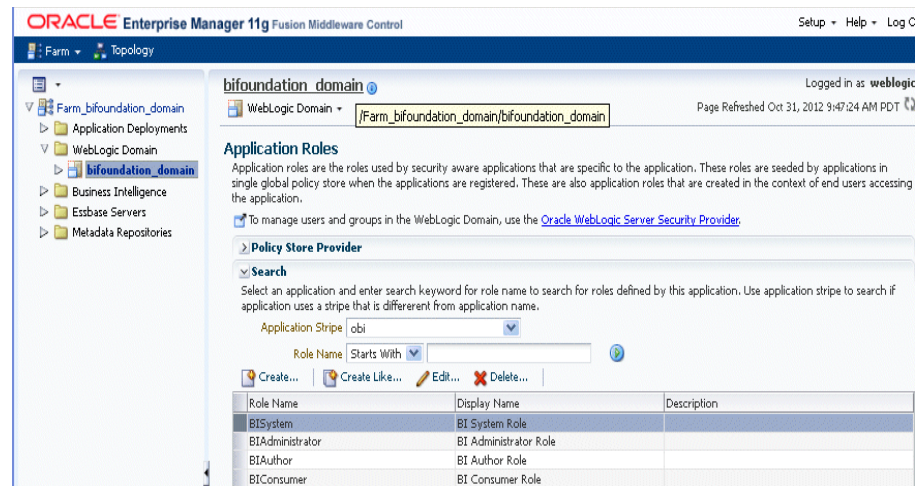 ORACLE Enterprise Manager 11g Fusion Middleware Control
Setup Help Log
Farm Topology
Farm_bifoundation_domain
Application Deployments
WebLogic Domain
bifoundation_domain
Business Intelligence
Essbase Servers
Metadata Repositories
bifoundation_domain
Logged in as weblogic
WebLogic Domain
/Farm_bifoundation_domain/bifoundation_domain
Page Refreshed Oct 31, 2012 9:47:24 AM PDT
Application Roles
Application roles are the roles used by security aware applications that are specific to the application. These roles are seeded by applications in
single global policy store when the applications are registered. These are also application roles that are created in the context of end users accessing
the application.
To manage users and groups in the WebLogic Domain, use the Oracle WebLogic Server Security Provider.
Policy Store Provider
Search
Select an application and enter search keyword for role name to search for roles defined by this application. Use application stripe to search if
application uses a stripe that is differerent from application name.
Application Stripe obi
Role Name Starts With
Create... Create Like... Edit... Delete...
Role Name Display Name Description
BISystem BI System Role
BIAdministrator BI Administrator Role
BIAuthor BI Author Role
BIConsumer BI Consumer Role